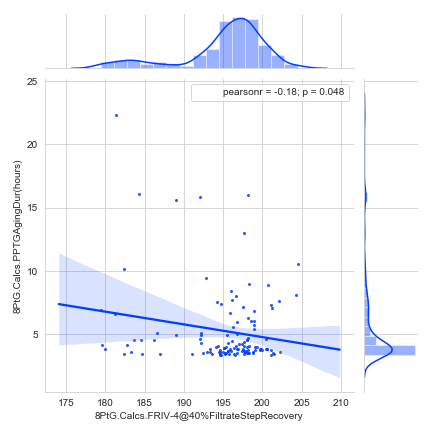 25
pearsonr = -0.18; p = 0.048
20
15
10
5
8PtG.Calcs.PPTGAgingDur(hours)
175 180 185 190 195 200 205 210
8PtG.Calcs.FRIV-4@40%FiltrateStepRecovery